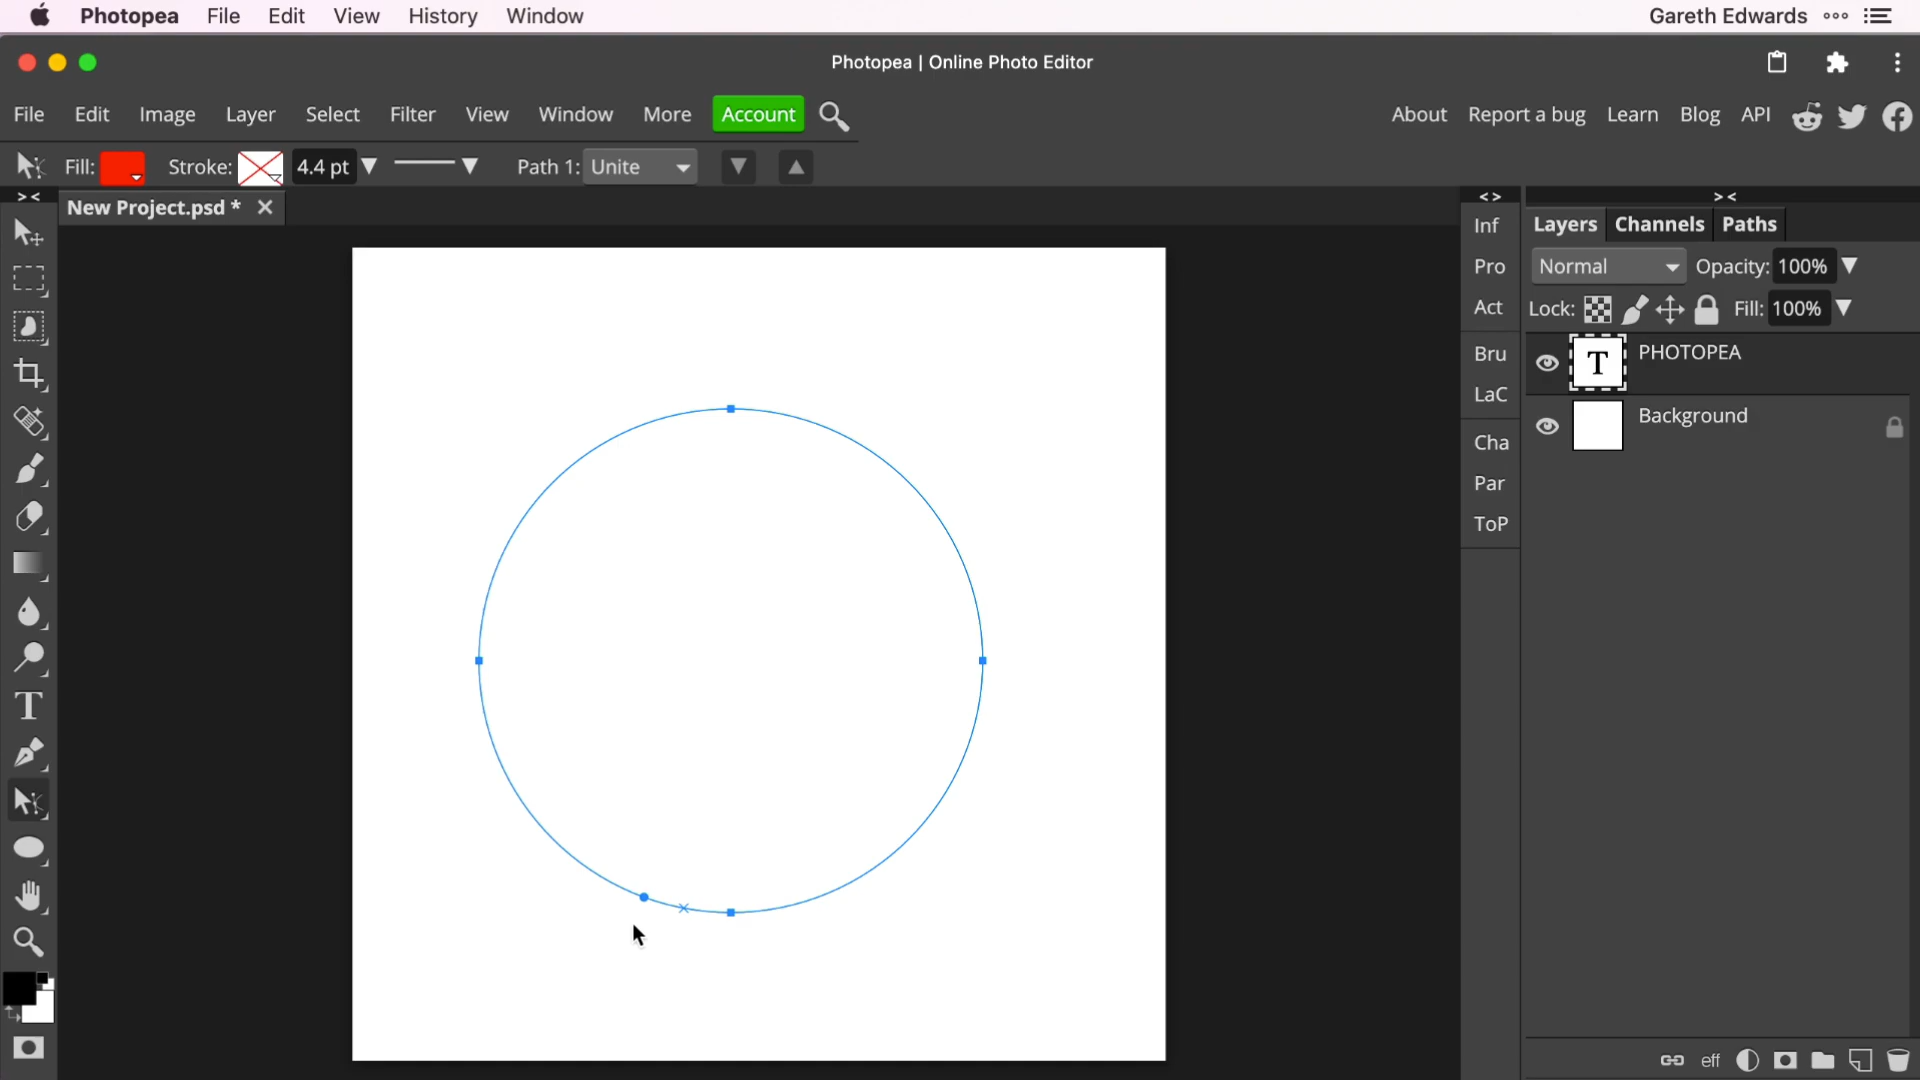 Photopea File Edit View History Window Gareth Edwards
Photopea | Online Photo Editor
File Edit Image Layer Select Filter View Window More Account About Report a bug Learn Blog API
Fill: Stroke: 4.4 pt Path 1: Unite
> < < > > <
New Project.psd *
Inf
Pro
Act
Bru
LaC
Cha
Par
ToP
Layers Channels Paths
Normal Opacity: 100%
Lock: Fill: 100%
T PHOTOPEA
Background
T
eff